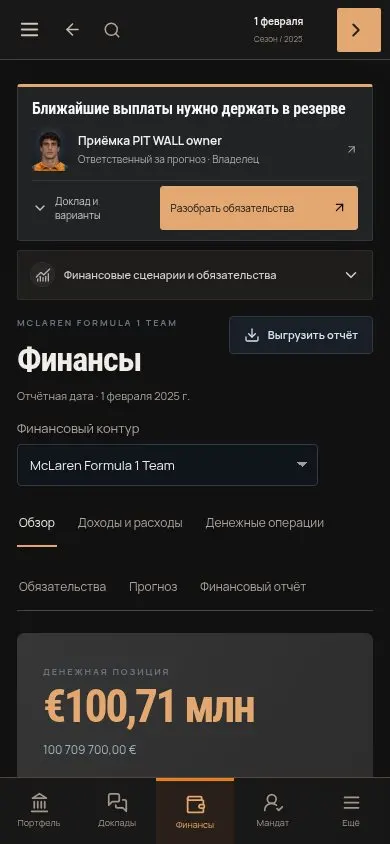 1 февраля
Сезон / 2025
Ближайшие выплаты нужно держать в резерве
Приёмка PIT WALL owner
Ответственный за прогноз · Владелец
Доклад и
варианты
Разобрать обязательства
Финансовые сценарии и обязательства
MCLAREN FORMULA 1 TEAM
Выгрузить отчёт
Финансы
Отчётная дата · 1 февраля 2025 г.
Финансовый контур
McLaren Formula 1 Team
Обзор Доходы и расходы Денежные операции
Обязательства Прогноз Финансовый отчёт
ДЕНЕЖНАЯ ПОЗИЦИЯ
€100,71 млн
100 709 700,00 €
Портфель Доклады Финансы Мандат Ещё